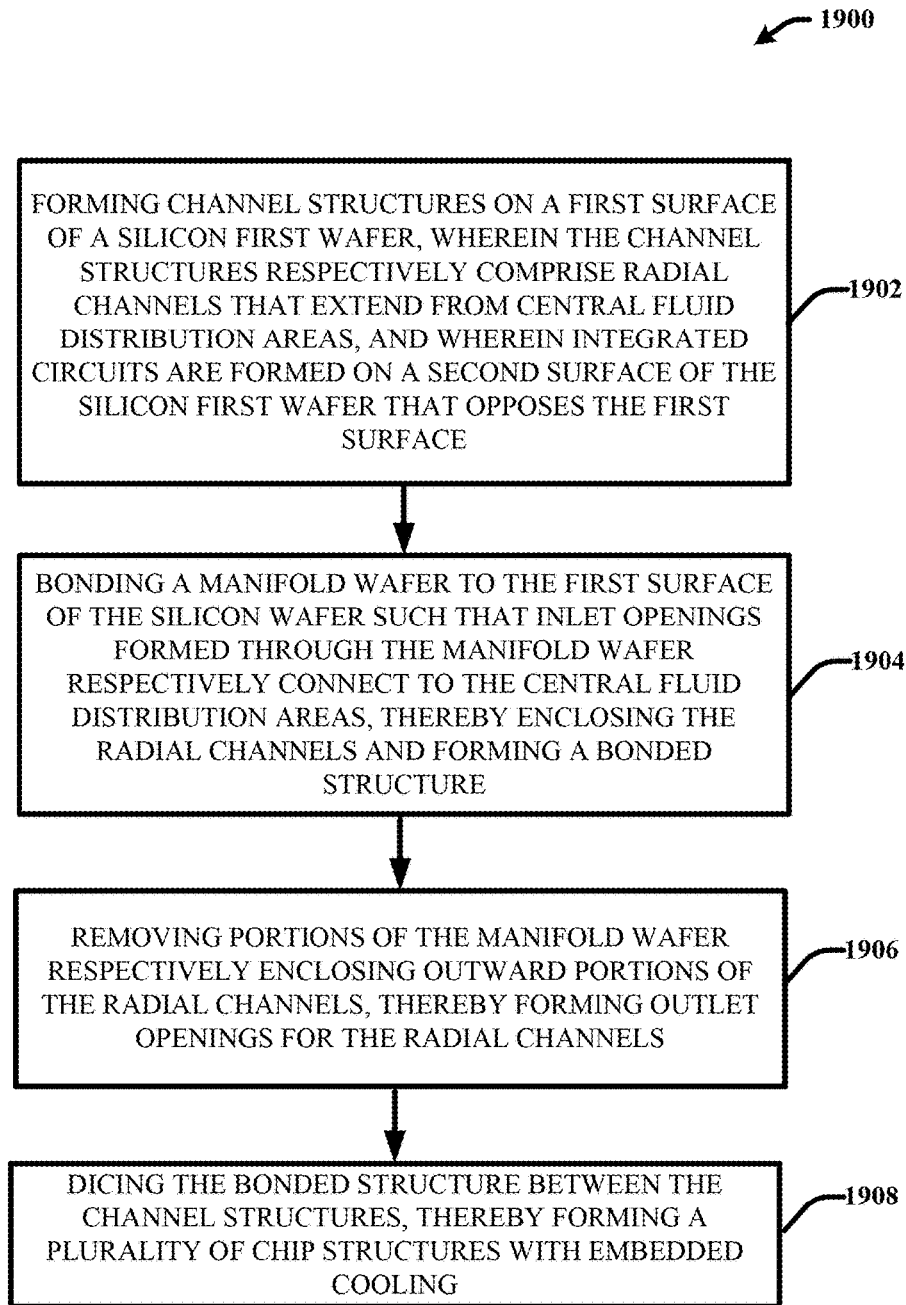 1900
FORMING CHANNEL STRUCTURES ON A FIRST SURFACE
OF A SILICON FIRST WAFER, WHEREIN THE CHANNEL
STRUCTURES RESPECTIVELY COMPRISE RADIAL
CHANNELS THAT EXTEND FROM CENTRAL FLUID
DISTRIBUTION AREAS, AND WHEREIN INTEGRATED
CIRCUITS ARE FORMED ON A SECOND SURFACE OF THE
SILICON FIRST WAFER THAT OPPOSES THE FIRST
SURFACE
1902
BONDING A MANIFOLD WAFER TO THE FIRST SURFACE
OF THE SILICON WAFER SUCH THAT INLET OPENINGS
FORMED THROUGH THE MANIFOLD WAFER
RESPECTIVELY CONNECT TO THE CENTRAL FLUID
DISTRIBUTION AREAS, THEREBY ENCLOSING THE
RADIAL CHANNELS AND FORMING A BONDED
STRUCTURE
1904
REMOVING PORTIONS OF THE MANIFOLD WAFER
RESPECTIVELY ENCLOSING OUTWARD PORTIONS OF
THE RADIAL CHANNELS, THEREBY FORMING OUTLET
OPENINGS FOR THE RADIAL CHANNELS
1906
DICING THE BONDED STRUCTURE BETWEEN THE
CHANNEL STRUCTURES, THEREBY FORMING A
PLURALITY OF CHIP STRUCTURES WITH EMBEDDED
COOLING
1908